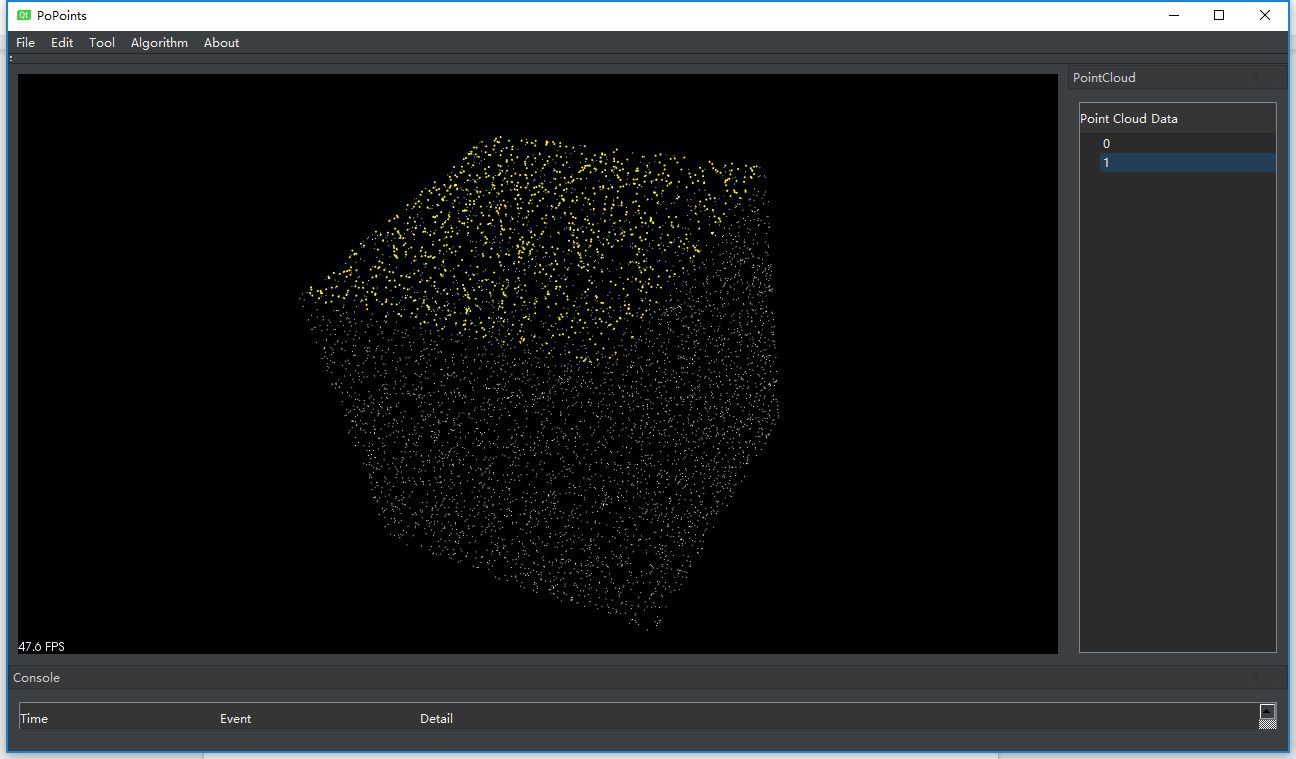 Qt PoPoints
File Edit Tool Algorithm About
PointCloud
Point Cloud Data
0
1
47.6 FPS
Console
Time Event Detail